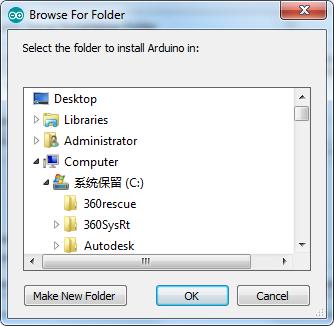 Browse For Folder
Select the folder to install Arduino in:
Desktop
Libraries
Administrator
Computer
系统保留 (C:)
360rescue
360SysRt
Autodesk
Make New Folder
OK
Cancel